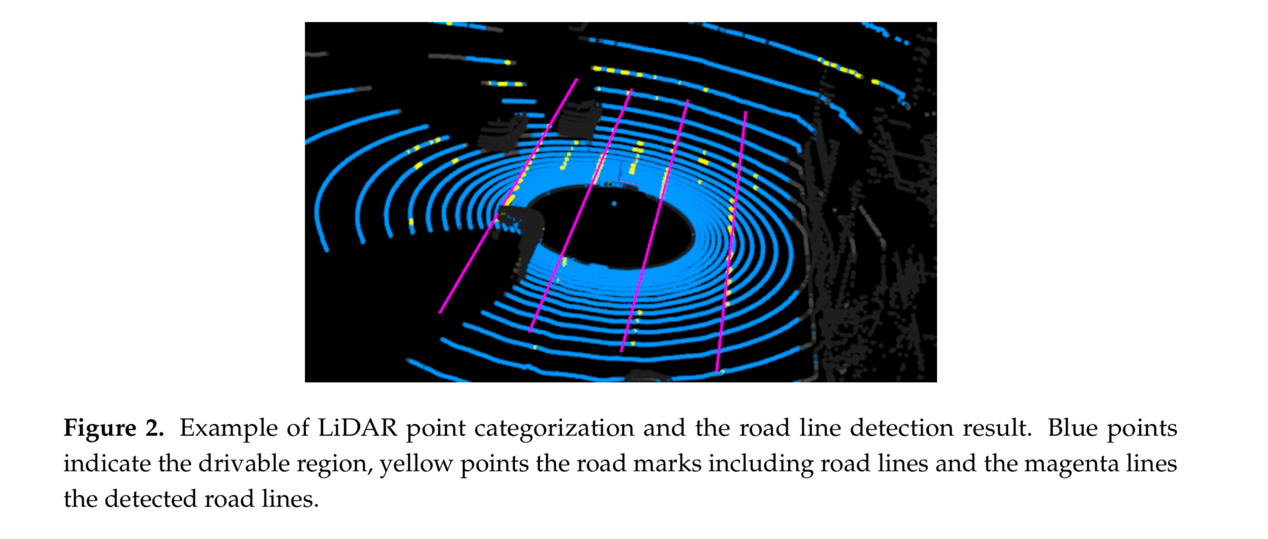 Figure 2. Example of LiDAR point categorization and the road line detection result. Blue points
indicate the drivable region, yellow points the road marks including road lines and the magenta lines
the detected road lines.